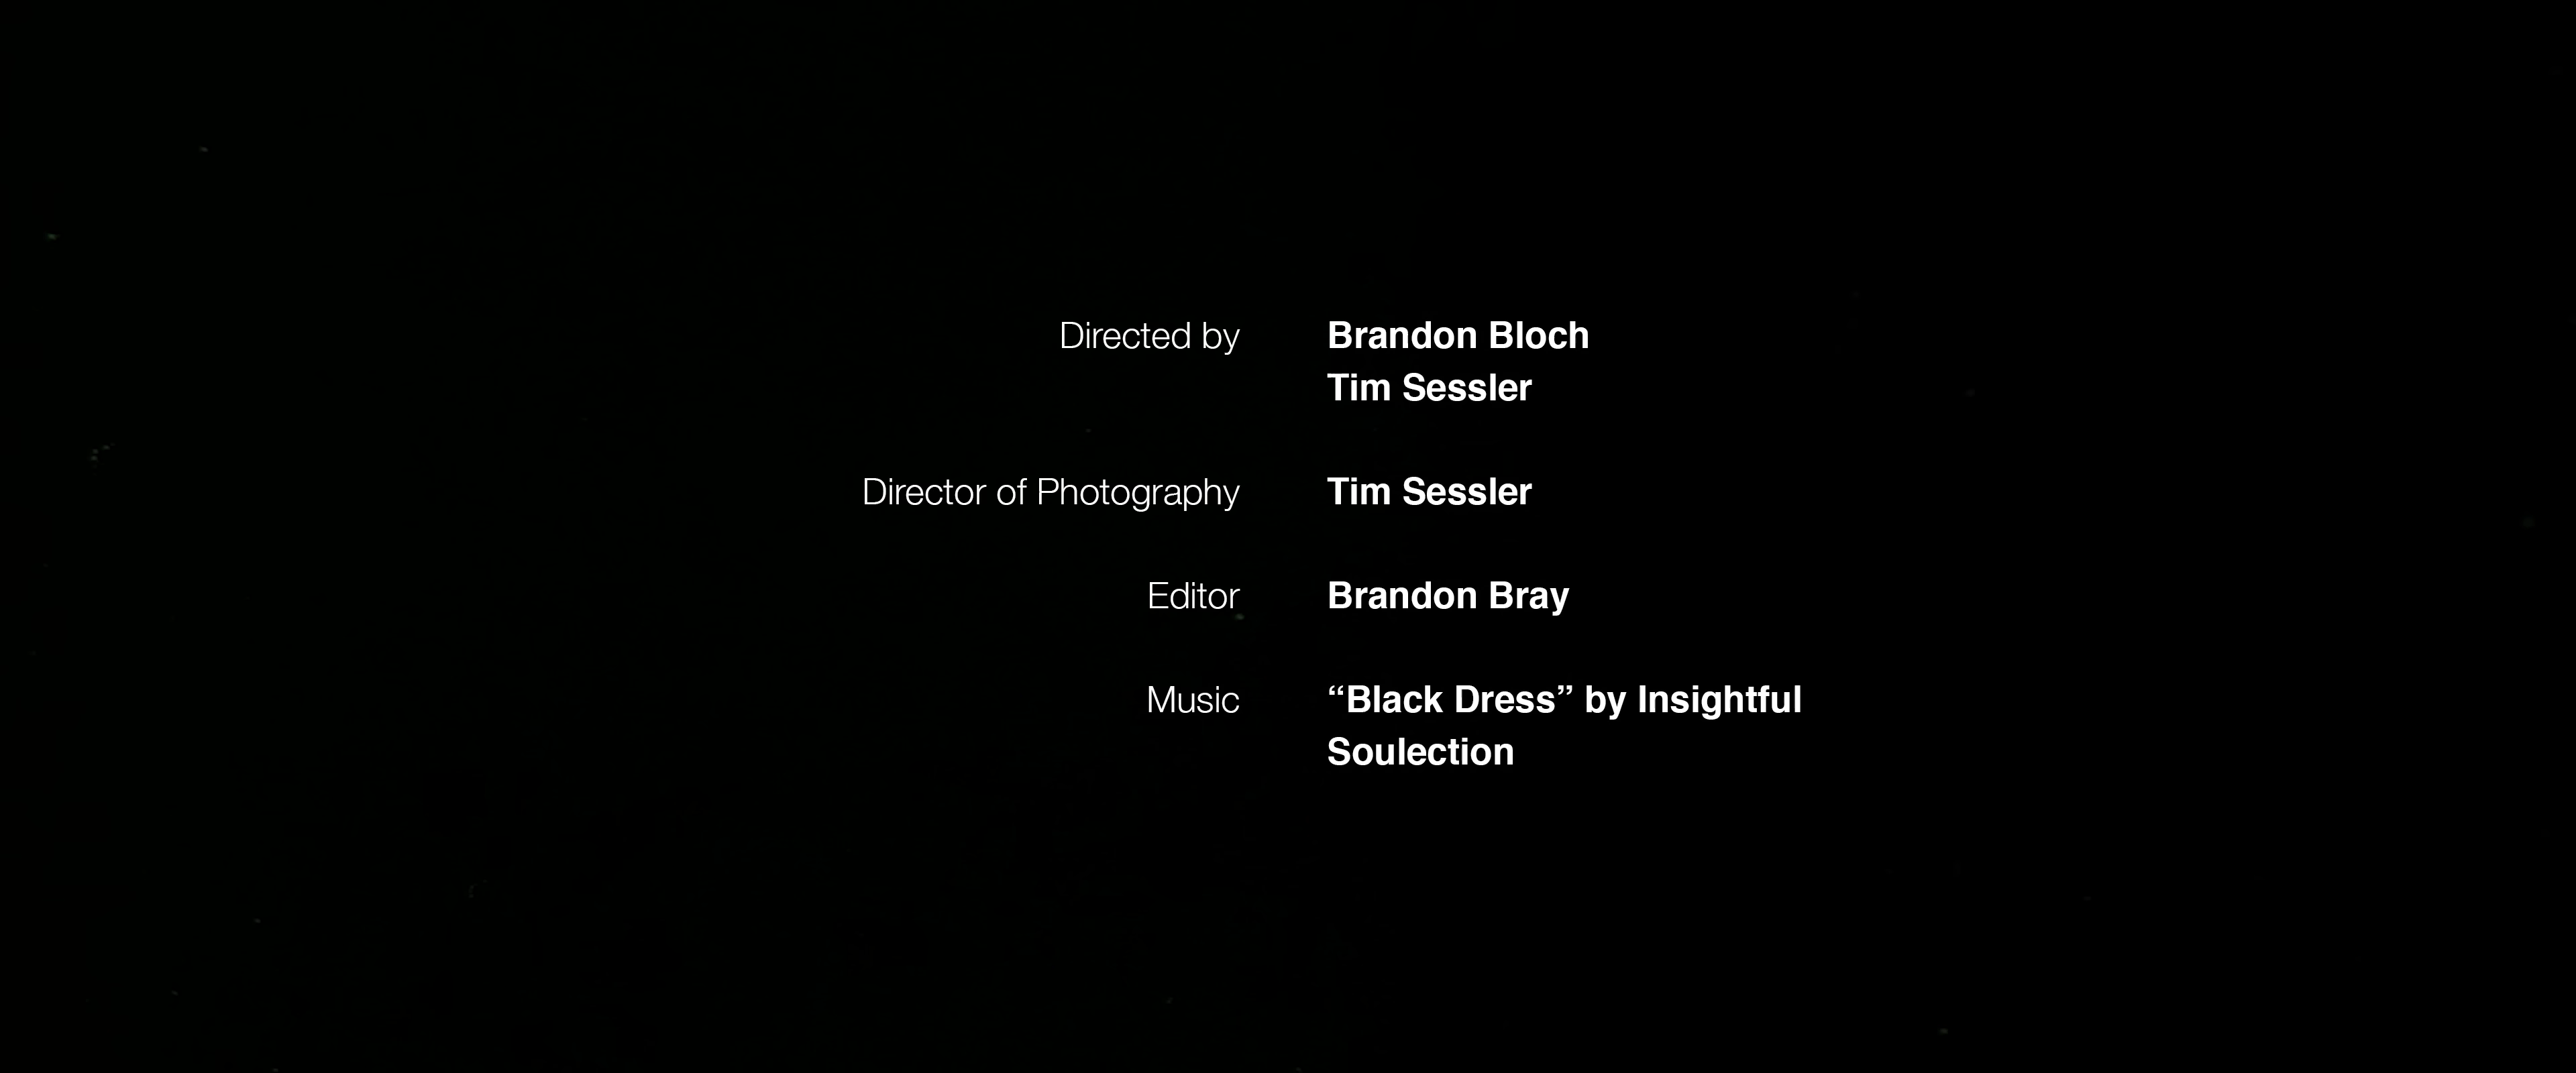 Directed by Brandon Bloch
Tim Sessler
Director of Photography Tim Sessler
Editor Brandon Bray
Music “Black Dress” by Insightful
Soulection